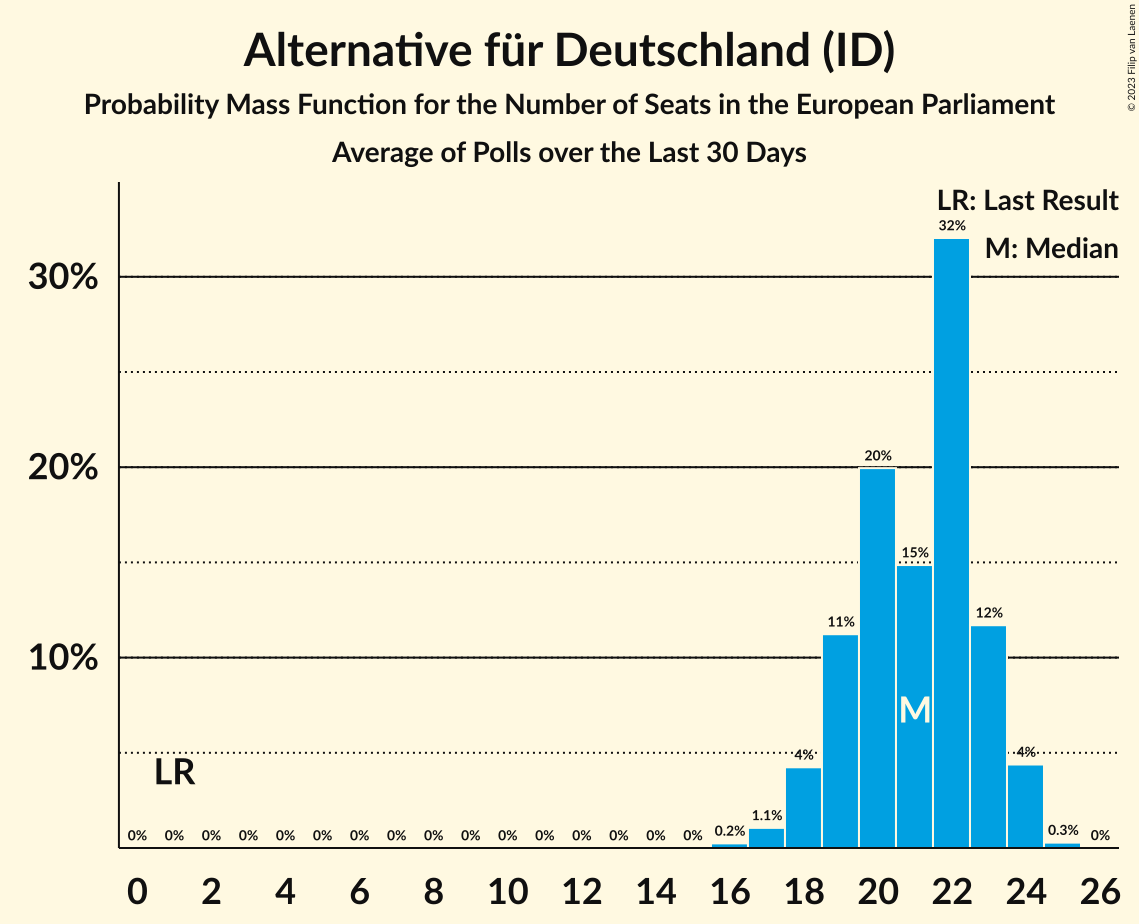 Alternative für Deutschland (ID)
Probability Mass Function for the Number of Seats in the European Parliament
Average of Polls over the Last 30 Days
© 2023 Filip van Laenen
LR: Last Result
M: Median
32%
30%
20%
20%
15%
12%
11%
10%
M
4%
4%
LR
1.1%
0% 0% 0% 0% 0% 0% 0% 0% 0% 0% 0% 0% 0% 0% 0% 0% 0.2% 0.3% 0%
0 2 4 6 8 10 12 14 16 18 20 22 24 26